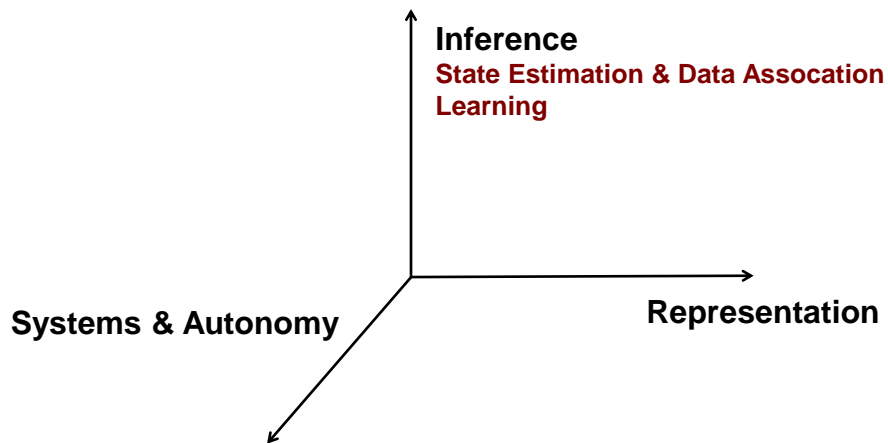 Inference
State Estimation & Data Assocation
Learning
Systems & Autonomy
Representation